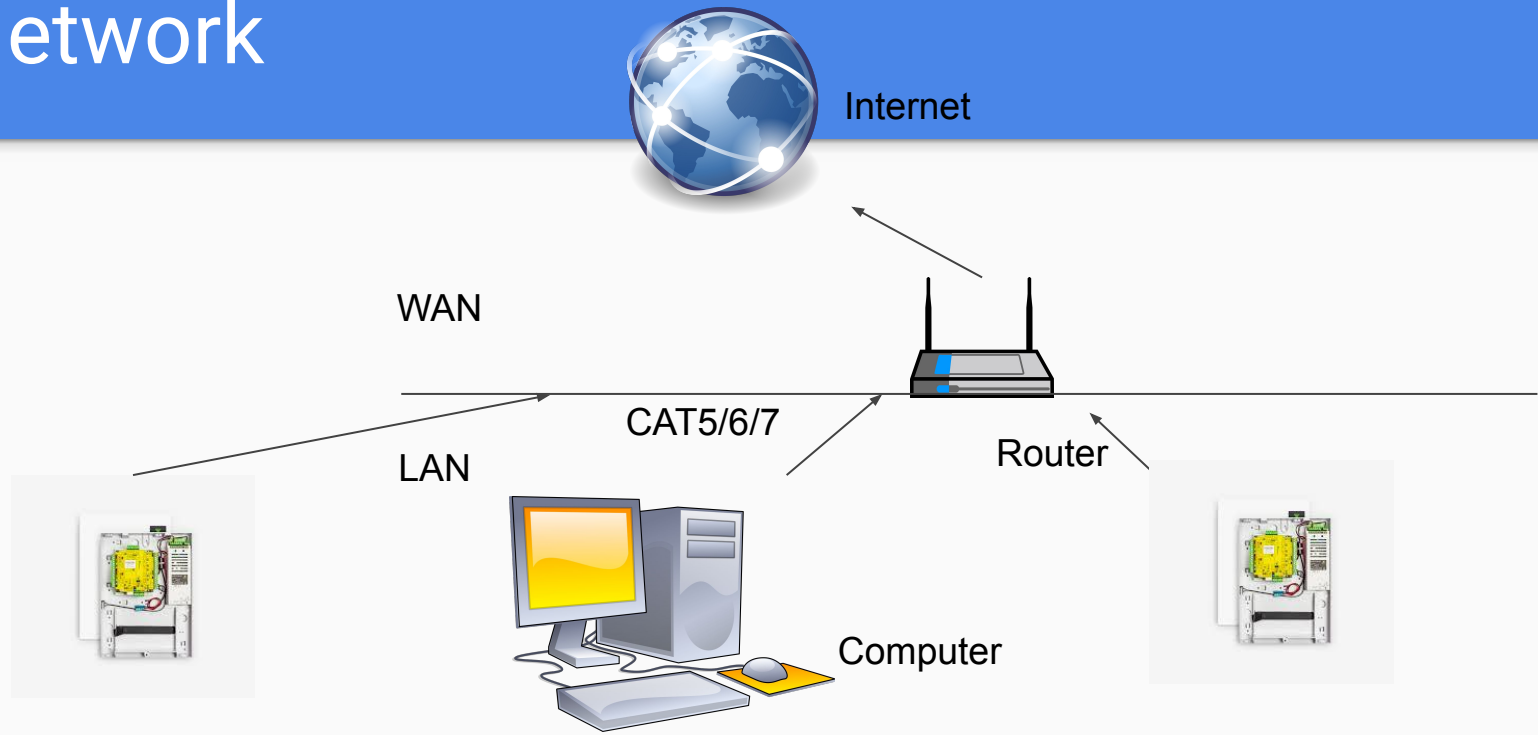 etwork
Internet
WAN
CAT5/6/7
Router
LAN
Computer